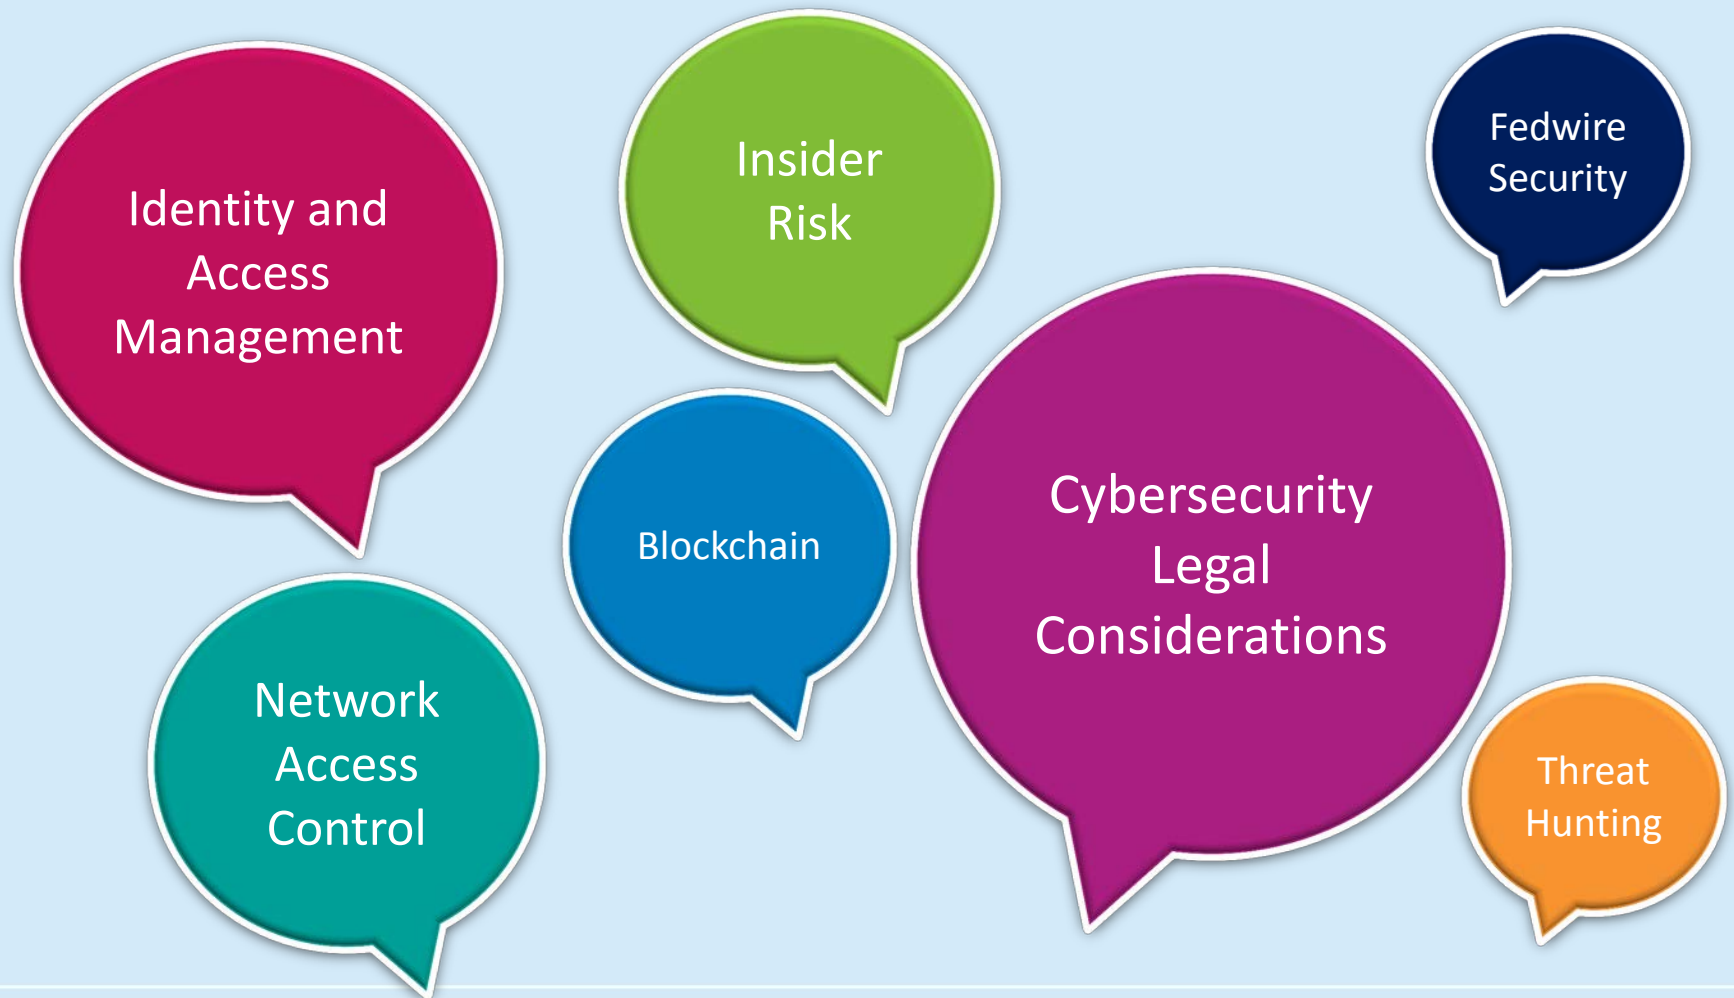 Identity and
Access
Management
Insider
Risk
Fedwire
Security
Blockchain
Cybersecurity
Legal
Considerations
Network
Access
Control
Threat
Hunting